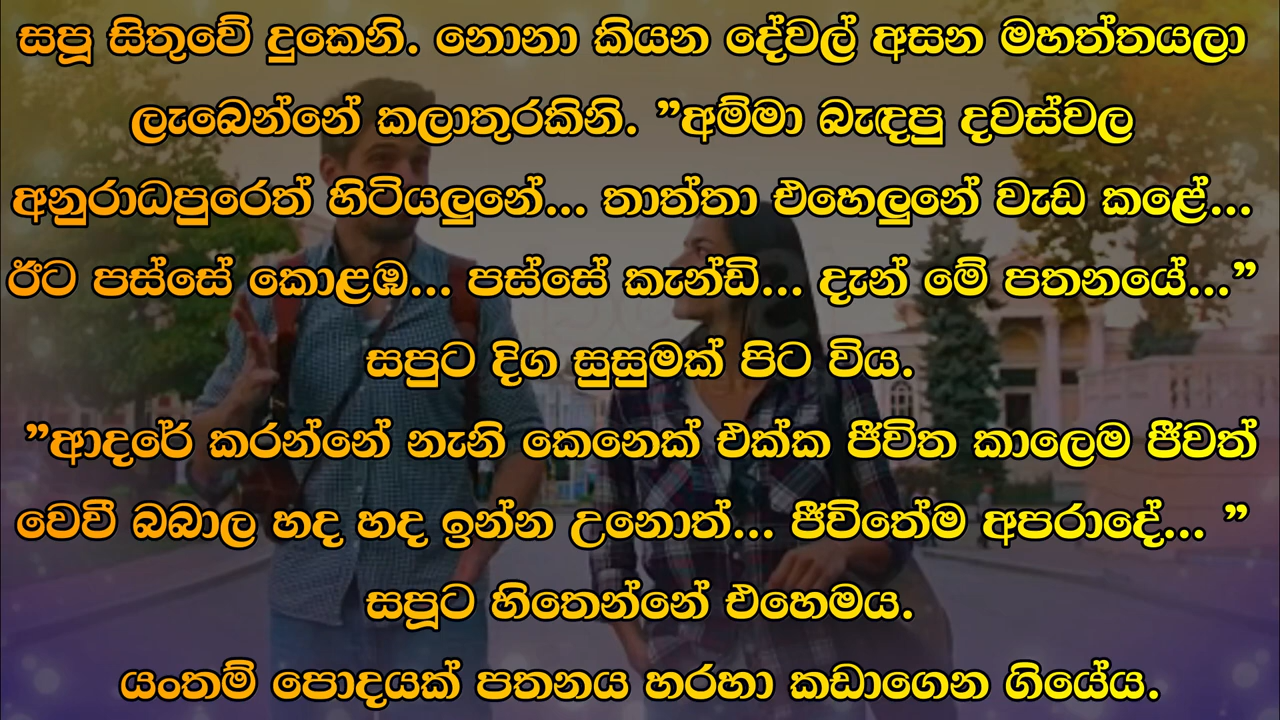 සපූ සිතුවේ දුකෙනි. නොනා කියන දේවල් අසන මහත්තයලා
ලැබෙන්නේ කලාතුරකිනි. ”අම්මා බැඳපු දවස්වල
අනුරාධපුරෙත් හිටියලුනේ... තාත්තා එහෙලුනේ වැඩ කළේ...
ඊට පස්සේ කොළඹ... පස්සේ කැන්ඩි... දැන් මේ පතනයේ...”
සපුට දිග සුසුමක් පිට විය.
”ආදරේ කරන්නේ නැනි කෙනෙක් එක්ක ජීවිත කාලෙම ජීවත්
වෙවී බබාල හද හද ඉන්න උනොත්... ජීවිතේම අපරාදේ... ”
සපූට හිතෙන්නේ එහෙමය.
යංතම් පොදයක් පතනය හරහා කඩාගෙන ගියේය.